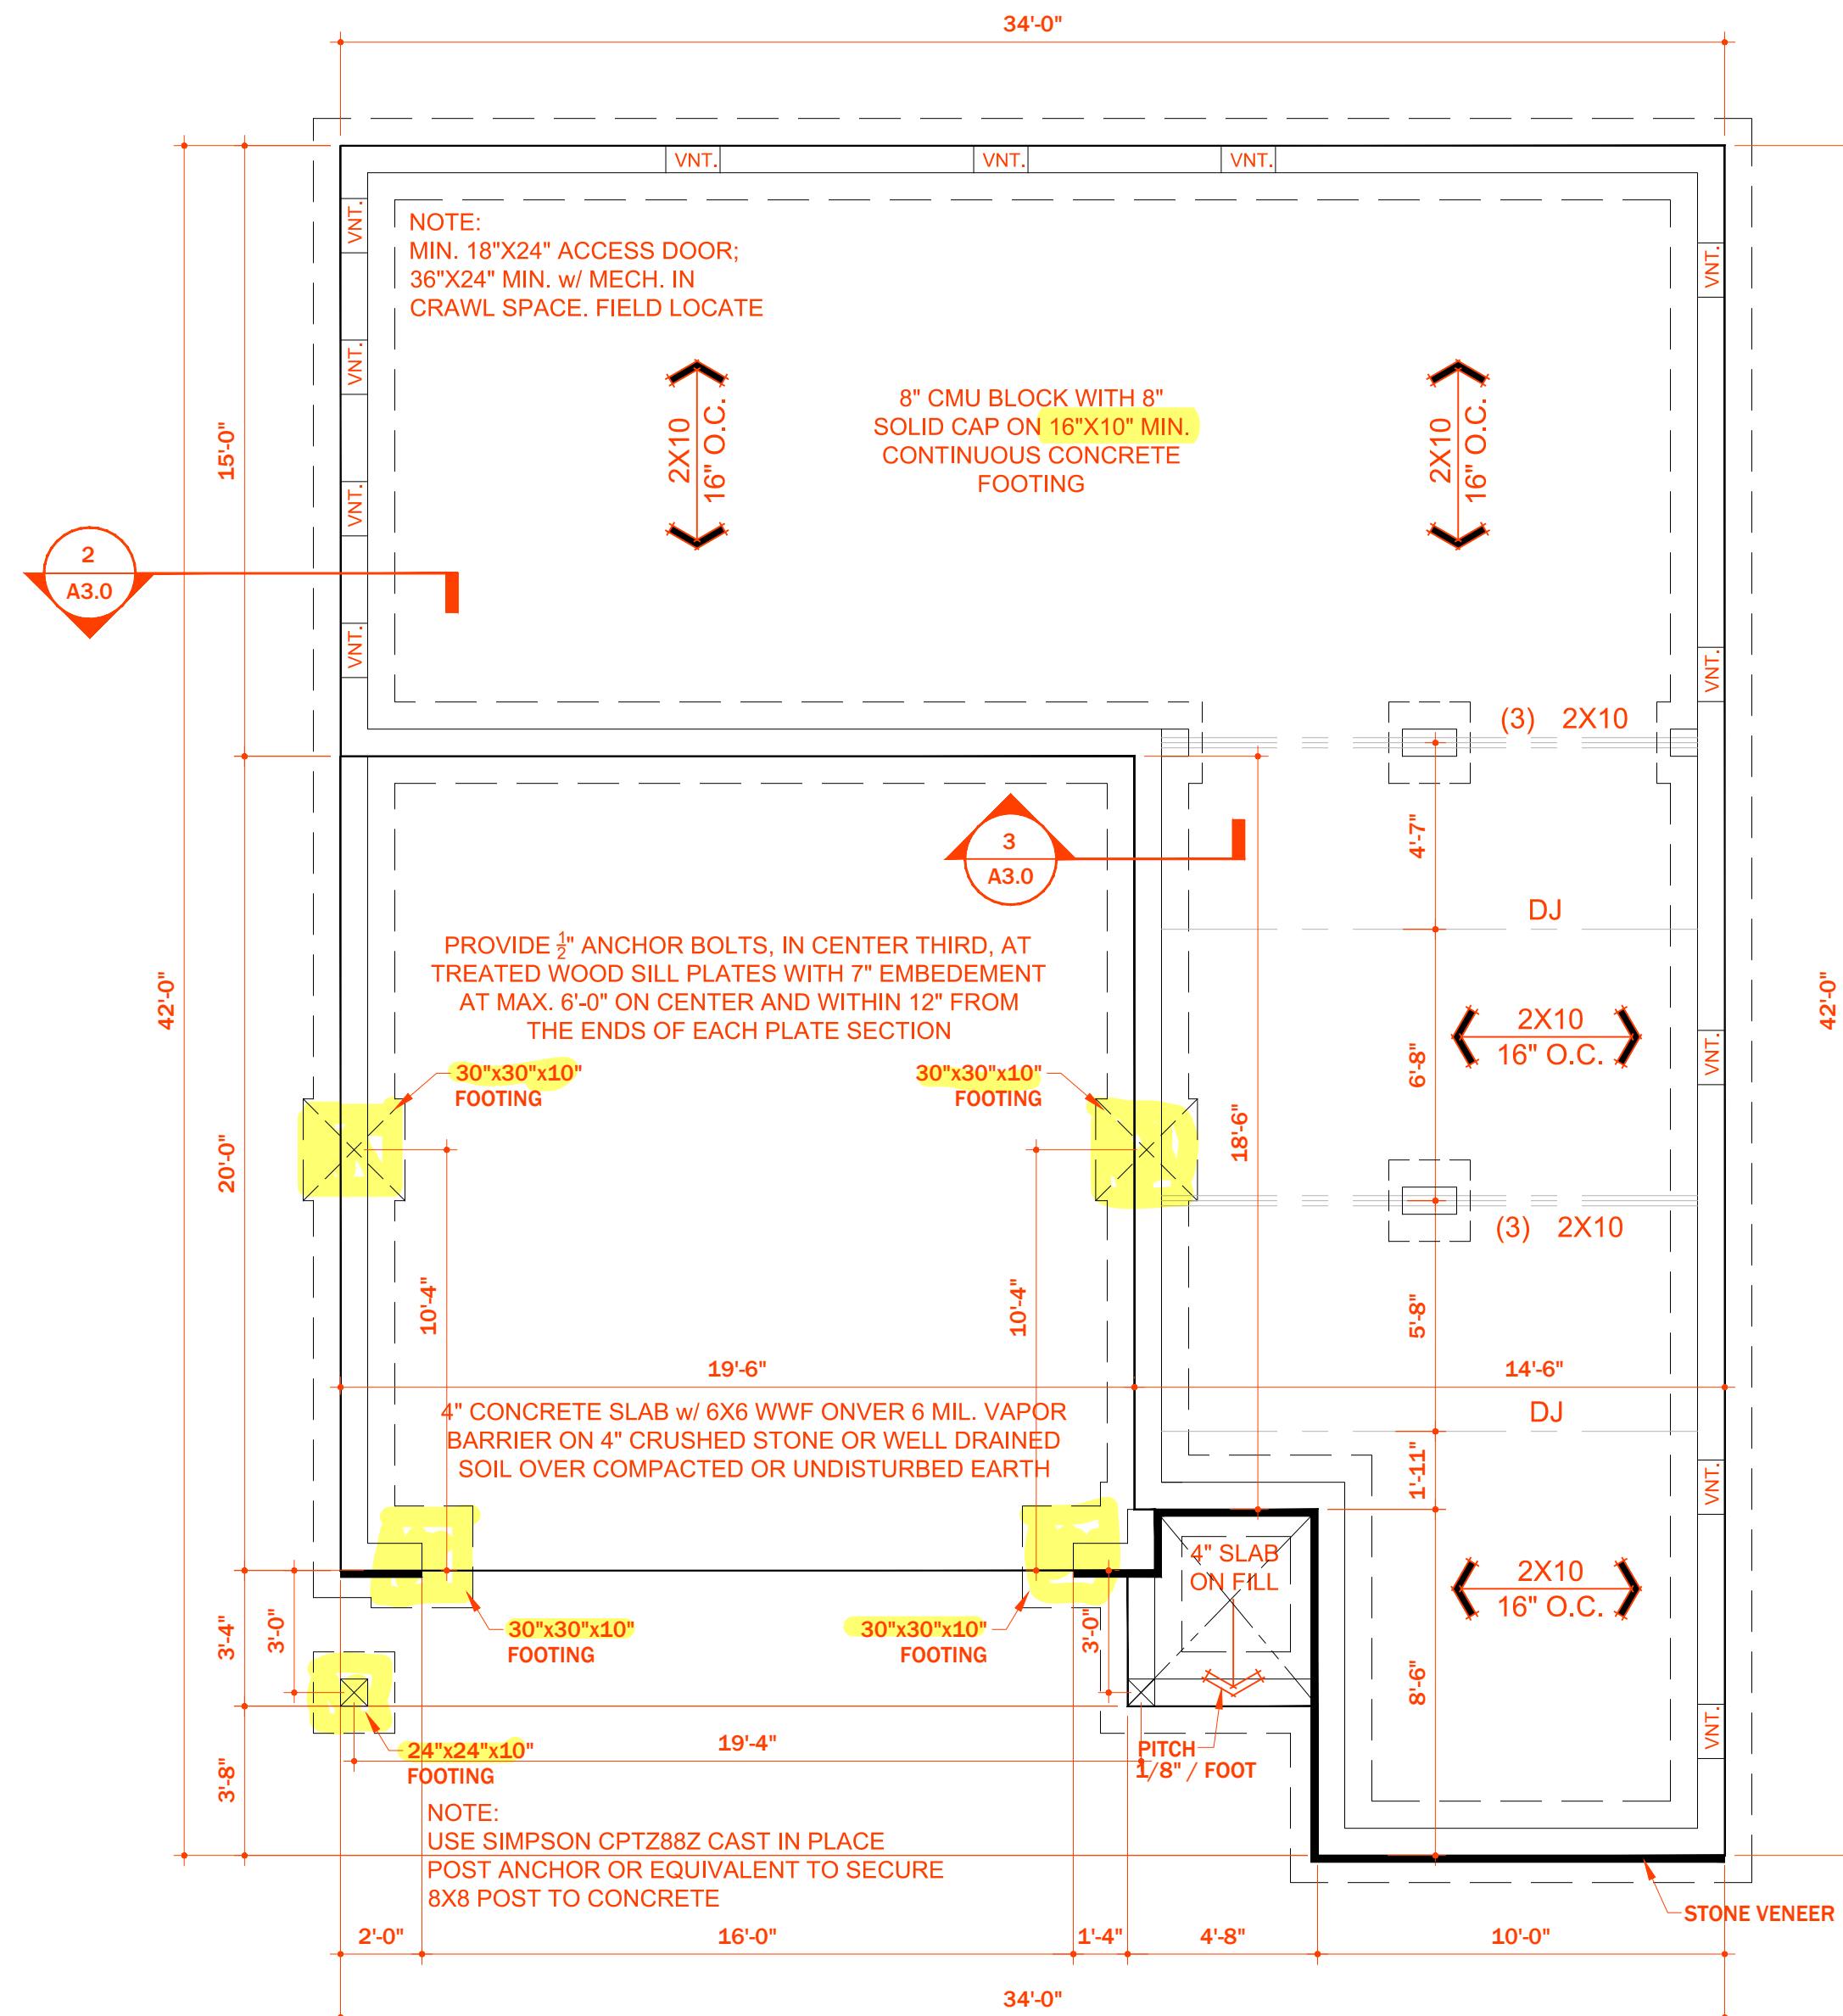 34'-0"
VNT. VNT. VNT.
VNT.
VNT.
VNT.
VNT.
VNT.
VNT.
VNT.
VNT.
VNT.
NOTE:
MIN. 18"X24" ACCESS DOOR;
36"X24" MIN. w/ MECH. IN
CRAWL SPACE. FIELD LOCATE
2X10
16" O.C.
8" CMU BLOCK WITH 8"
SOLID CAP ON 16"X10" MIN.
CONTINUOUS CONCRETE
FOOTING
2X10
16" O.C.
15'-0"
2
A3.0
(3) 2X10
4'-7"
3
A3.0
DJ
PROVIDE ½" ANCHOR BOLTS, IN CENTER THIRD, AT
TREATED WOOD SILL PLATES WITH 7" EMBEDEMENT
AT MAX. 6'-0" ON CENTER AND WITHIN 12" FROM
THE ENDS OF EACH PLATE SECTION
42'-0"
42'-0"
2X10
16" O.C.
6'-8"
30"x30"x10"
FOOTING
30"x30"x10"
FOOTING
18'-6"
20'-0"
(3) 2X10
10'-4"
10'-4"
5'-8"
19'-6"
14'-6"
4" CONCRETE SLAB w/ 6X6 WWF ONVER 6 MIL. VAPOR
BARRIER ON 4" CRUSHED STONE OR WELL DRAINED
SOIL OVER COMPACTED OR UNDISTURBED EARTH
DJ
1'-11"
4" SLAB
ON FILL
2X10
16" O.C.
30"x30"x10"
FOOTING
30"x30"x10"
FOOTING
3'-4"
3'-0"
3'-0"
8'-6"
24"x24"x10"
FOOTING
19'-4"
PITCH
1/8" / FOOT
3'-8"
NOTE:
USE SIMPSON CPTZ88Z CAST IN PLACE
POST ANCHOR OR EQUIVALENT TO SECURE
8X8 POST TO CONCRETE
STONE VENEER
2'-0" 16'-0" 1'-4" 4'-8" 10'-0"
34'-0"